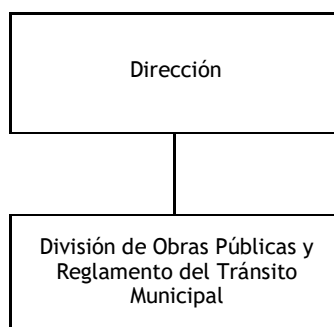 Dirección
División de Obras Públicas y
Reglamento del Tránsito
Municipal